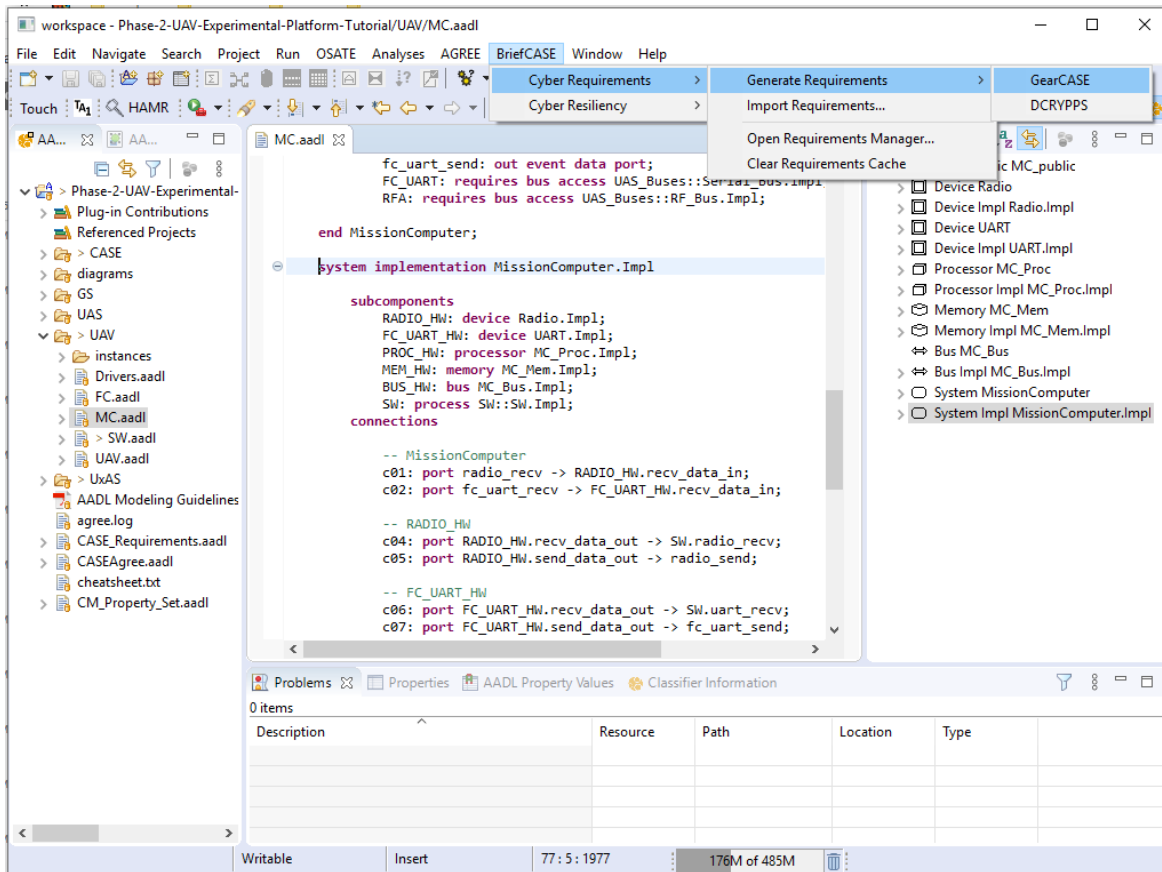 workspace - Phase-2-UAV-Experimental-Platform-Tutorial/UAV/MC.aadl
File Edit Navigate Search Project Run OSATE Analyses AGREE BriefCASE Window Help
Cyber Requirements
Cyber Resiliency
Generate Requirements
Import Requirements...
Open Requirements Manager...
Clear Requirements Cache
GearCASE
DCRYPPS
Touch TA1 HAMR
AA...
AA...
> Phase-2-UAV-Experimental-
Plug-in Contributions
Referenced Projects
> CASE
diagrams
GS
UAS
> UAV
instances
Drivers.aadl
FC.aadl
MC.aadl
> SW.aadl
UAV.aadl
> UxAS
AADL Modeling Guidelines
agree.log
CASE_Requirements.aadl
CASEAgree.aadl
cheatsheet.txt
CM_Property_Set.aadl
MC.aadl
fc_uart_send: out event data port;
FC_UART: requires bus access UAS_Buses::Serial_Bus.Impl
RFA: requires bus access UAS_Buses::RF_Bus.Impl;
end MissionComputer;
system implementation MissionComputer.Impl
subcomponents
RADIO_HW: device Radio.Impl;
FC_UART_HW: device UART.Impl;
PROC_HW: processor MC_Proc.Impl;
MEM_HW: memory MC_Mem.Impl;
BUS_HW: bus MC_Bus.Impl;
SW: process SW::SW.Impl;
connections
-- MissionComputer
c01: port radio_recv -> RADIO_HW.recv_data_in;
c02: port fc_uart_recv -> FC_UART_HW.recv_data_in;
-- RADIO_HW
c04: port RADIO_HW.recv_data_out -> SW.radio_recv;
c05: port RADIO_HW.send_data_out -> radio_send;
-- FC_UART_HW
c06: port FC_UART_HW.recv_data_out -> SW.uart_recv;
c07: port FC_UART_HW.send_data_out -> fc_uart_send;
MC_public
Device Radio
Device Impl Radio.Impl
Device UART
Device Impl UART.Impl
Processor MC_Proc
Processor Impl MC_Proc.Impl
Memory MC_Mem
Memory Impl MC_Mem.Impl
Bus MC_Bus
Bus Impl MC_Bus.Impl
System MissionComputer
System Impl MissionComputer.Impl
Problems Properties AADL Property Values Classifier Information
0 items
Description Resource Path Location Type
Writable Insert 77 : 5 : 1977 176M of 485M